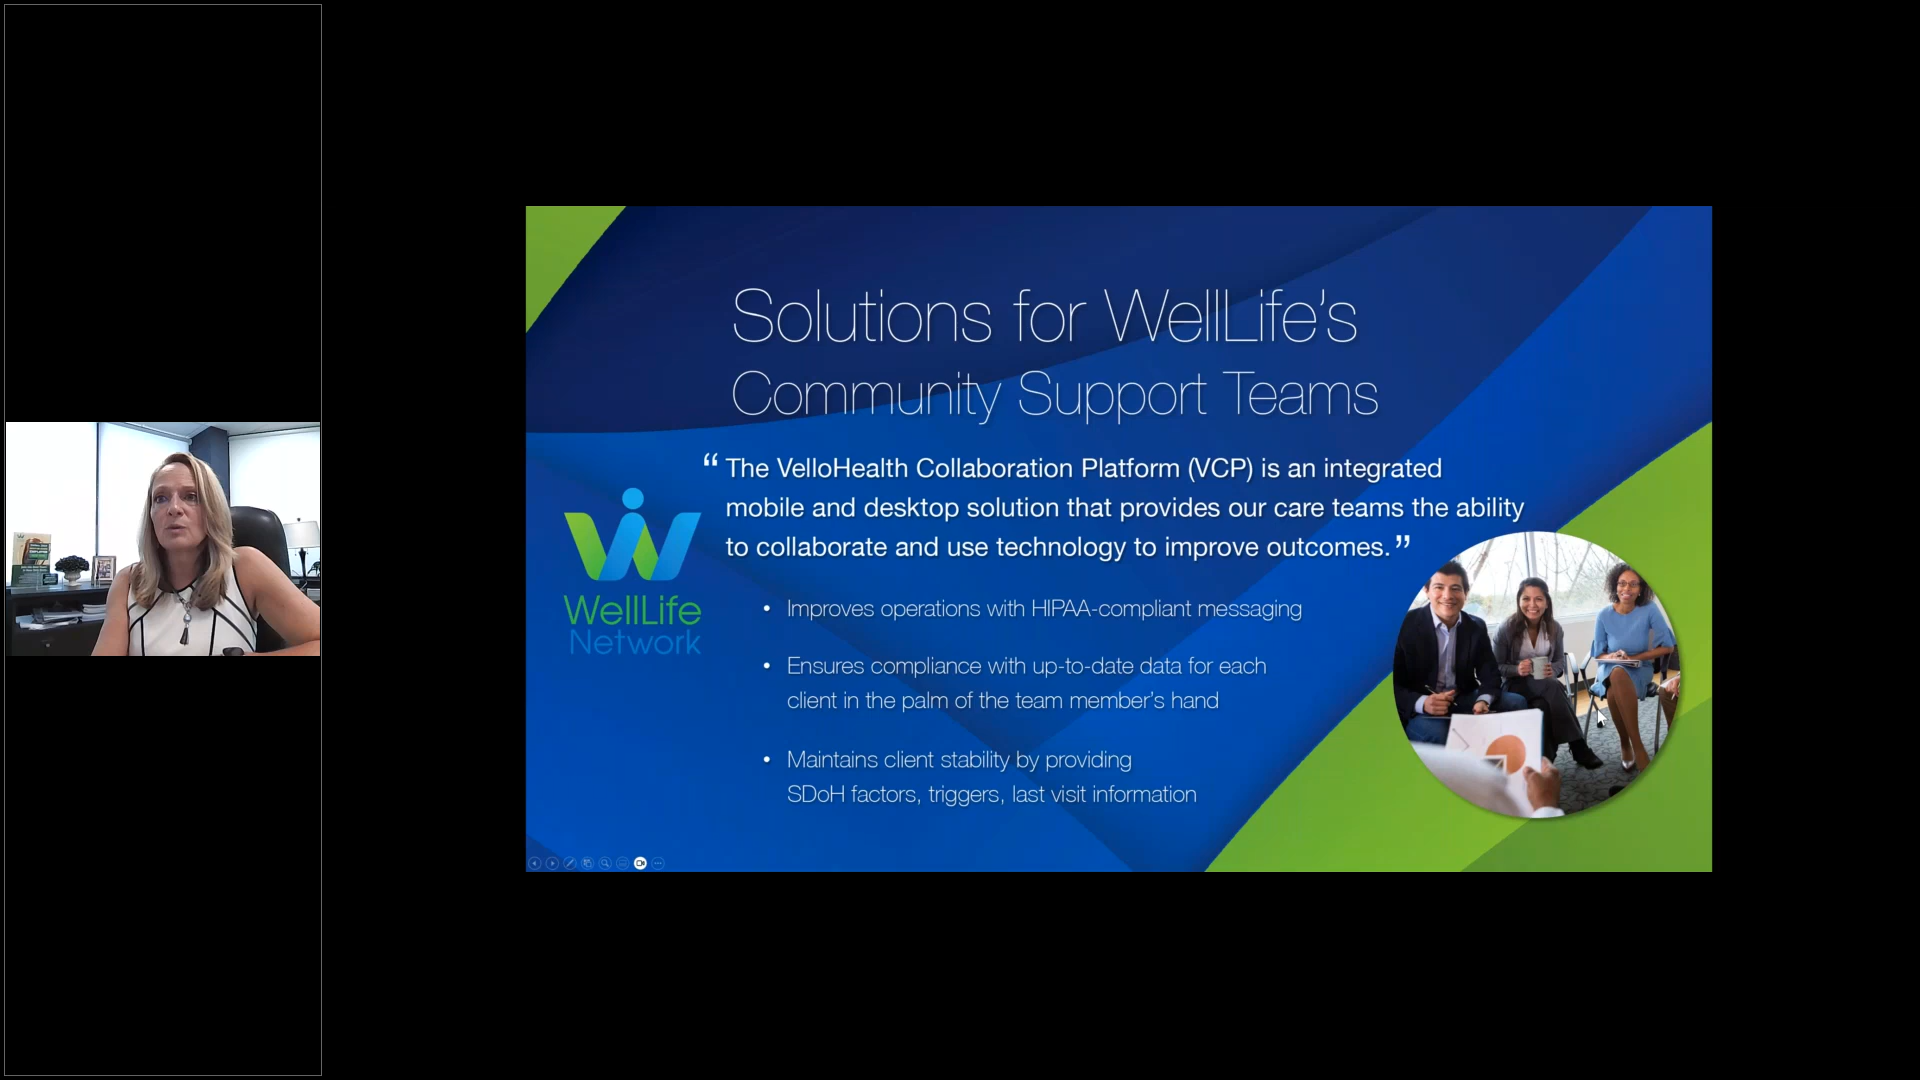 Solutions for WellLife’s
Community Support Teams
“ The VelloHealth Collaboration Platform (VCP) is an integrated
mobile and desktop solution that provides our care teams the ability
to collaborate and use technology to improve outcomes. ”
WellLife
Network
• Improves operations with HIPAA-compliant messaging
• Ensures compliance with up-to-date data for each
client in the palm of the team member’s hand
• Maintains client stability by providing
SDoH factors, triggers, last visit information